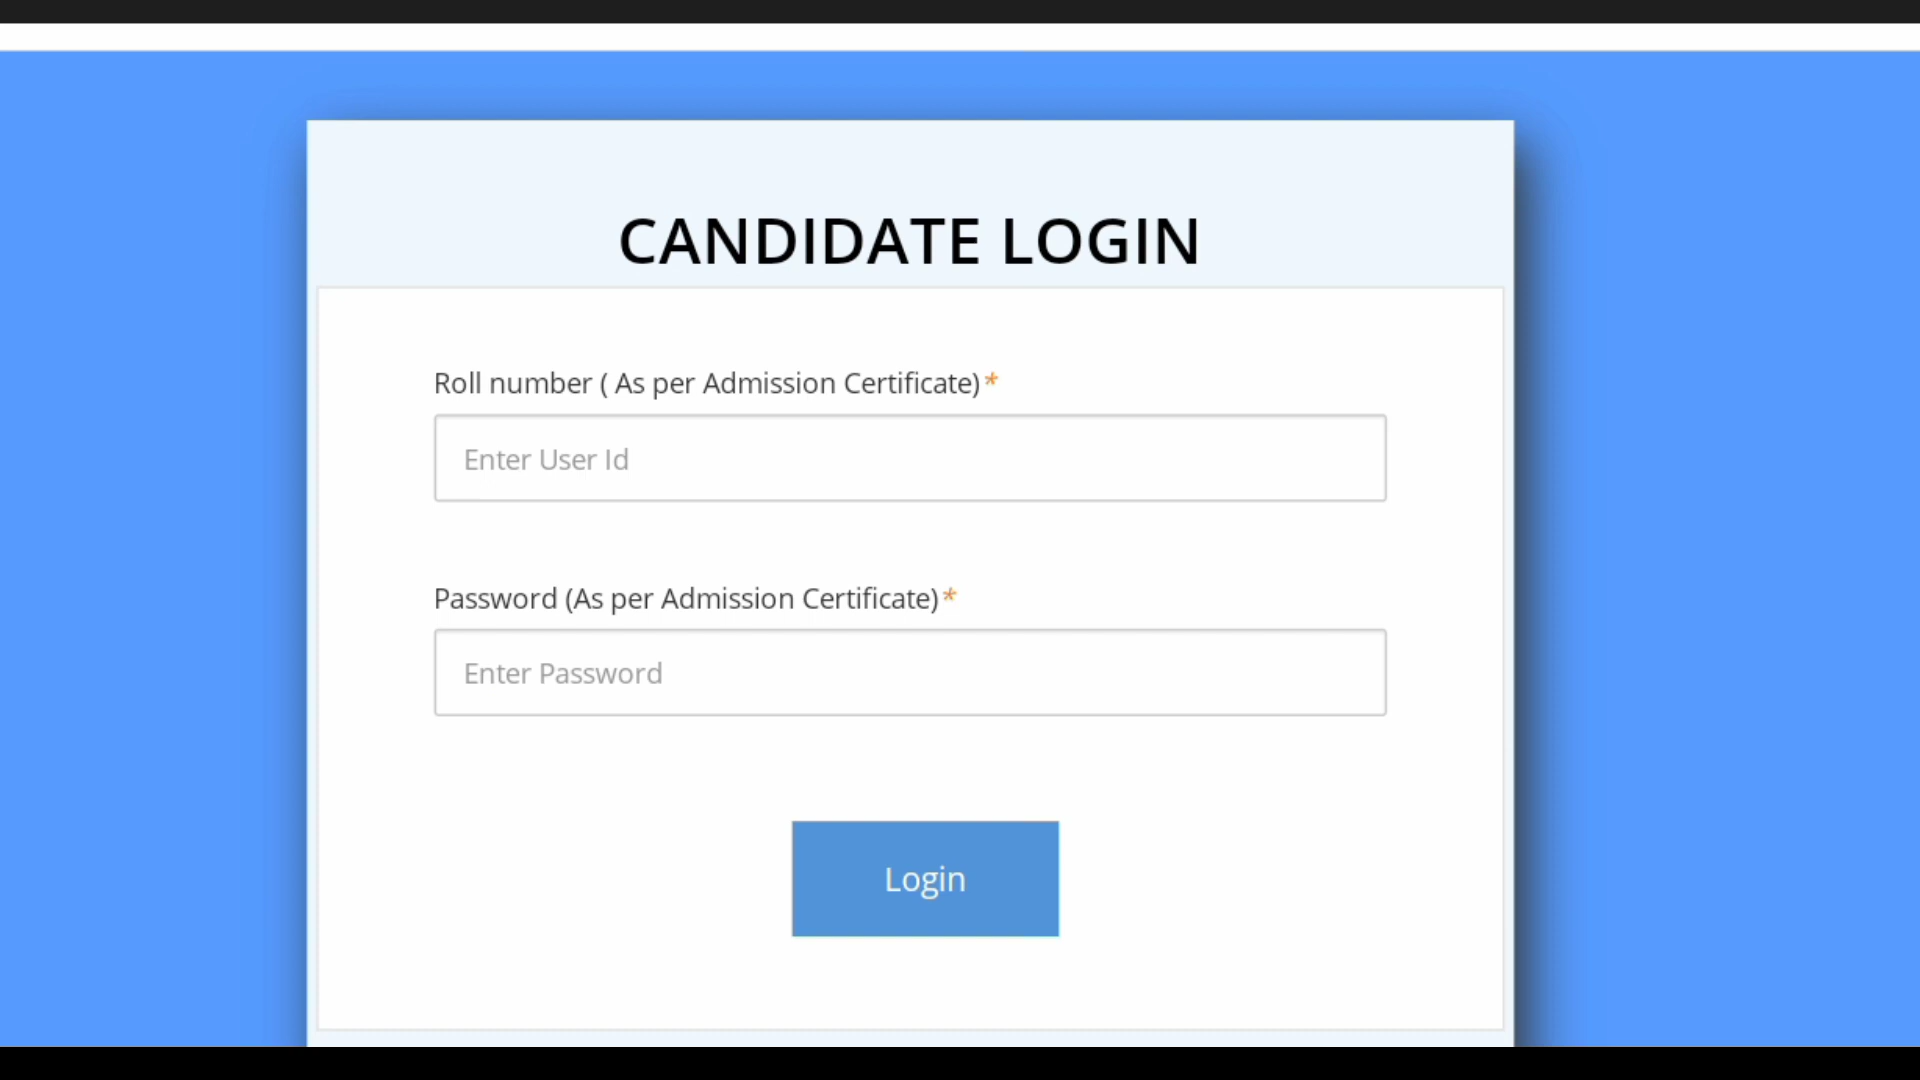 CANDIDATE LOGIN
Roll number ( As per Admission Certificate)*
Enter User Id
Password (As per Admission Certificate)*
Enter Password
Login